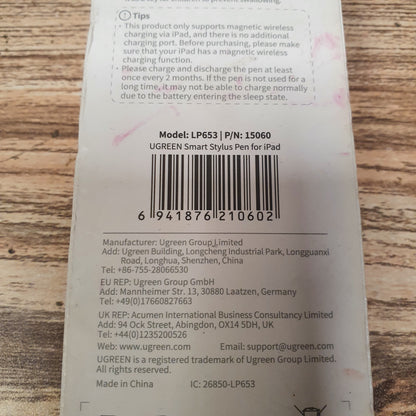 Tips
• This product only supports magnetic wireless
charging via iPad, and there is no additional
charging port. Before purchasing, please make
sure that your iPad has a magnetic wireless
charging function.
• Please charge and discharge the pen at least
once every 2 months. If the pen is not used for a
long time, it may not be able to charge normally
due to the battery entering the sleep state.
Model: LP653 | P/N: 15060
UGREEN Smart Stylus Pen for iPad
6 941876 210602
Manufacturer: Ugreen Group Limited
Add: Ugreen Building, Longcheng Industrial Park, Longguanxi
Road, Longhua, Shenzhen, China
Tel: +86-755-28066530
EU REP: Ugreen Group GmbH
Add: Mannheimer Str. 13, 30880 Laatzen, Germany
Tel: +49(0)17660827663
UK REP: Acumen International Business Consultancy Limited
Add: 94 Ock Street, Abingdon, OX14 5DH, UK
Tel: +44(0)1235200526
Web: www.ugreen.com Email: support@ugreen.com
UGREEN is a registered trademark of Ugreen Group Limited.
All rights reserved.
Made in China IC: 26850-LP653